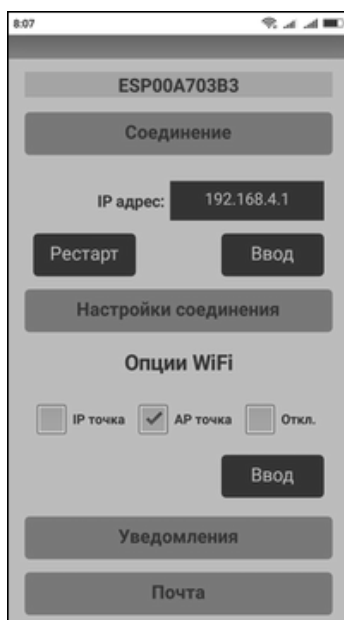 8:07
ESP00A703B3
Соединение
IP адрес: 192.168.4.1
Рестарт Ввод
Настройки соединения
Опции WiFi
IP точка AP точка Откл.
Ввод
Уведомления
Почта